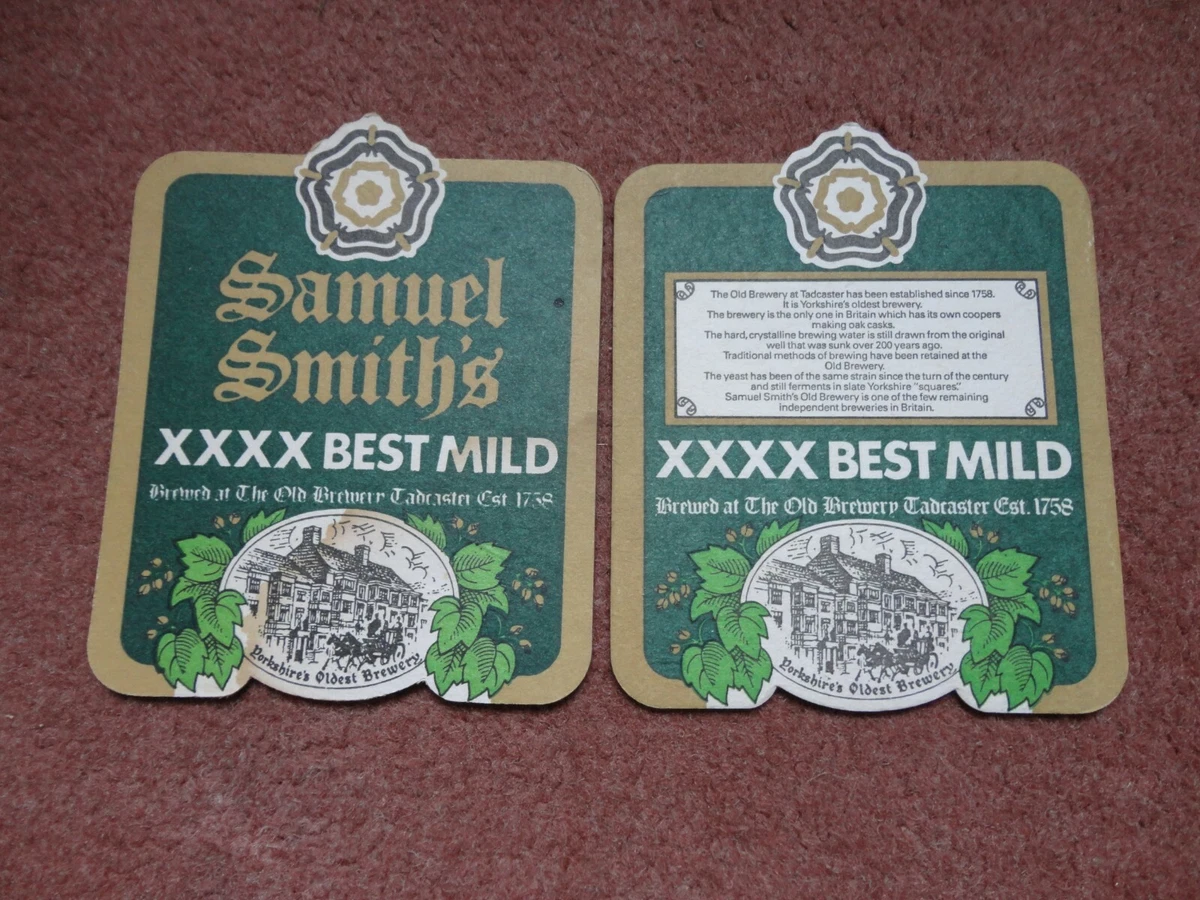 Samuel
Smith's
XXXX BEST MILD
Brewed at The Old Brewery Tadcaster Est 1758
Yorkshire's Oldest Brewery
The Old Brewery at Tadcaster has been established since 1758.
It is Yorkshire's oldest brewery.
The brewery is the only one in Britain which has its own coopers
making oak casks.
The hard, crystalline brewing water is still drawn from the original
well that was sunk over 200 years ago.
Traditional methods of brewing have been retained at the
Old Brewery.
The yeast has been of the same strain since the turn of the century
and still ferments in slate Yorkshire "squares."
Samuel Smith's Old Brewery is one of the few remaining
independent breweries in Britain.
XXXX BEST MILD
Brewed at The Old Brewery Tadcaster Est. 1758
Yorkshire's Oldest Brewery